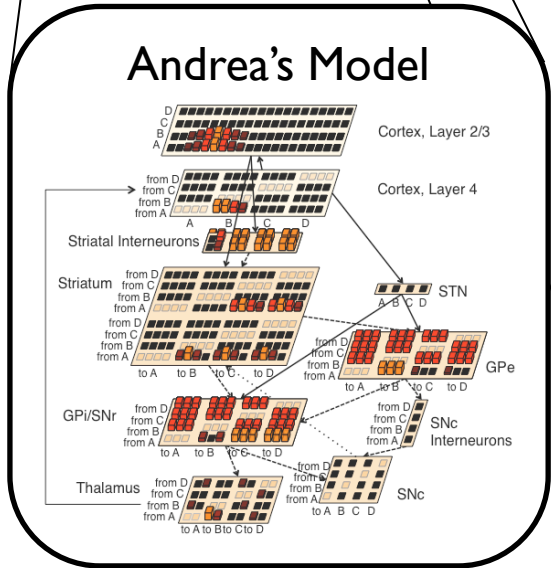 Andrea's Model
D
C
B
A
Cortex, Layer 2/3
from D
from C
from B
from A
A B C D
Cortex, Layer 4
Striatal Interneurons
Striatum
from D
from C
from B
from A
from D
from C
from B
from A
to A to B to C to D
STN
A B C D
from D
from C
from B
from A
to A to B to C to D
GPe
GPi/SNr
from D
from C
from B
from A
to A to B to C to D
from D
from C
from B
from A
SNc
Interneurons
Thalamus
from D
from C
from B
from A
to A to B to C to D
from D
from C
from B
from A
to A B C D
SNc